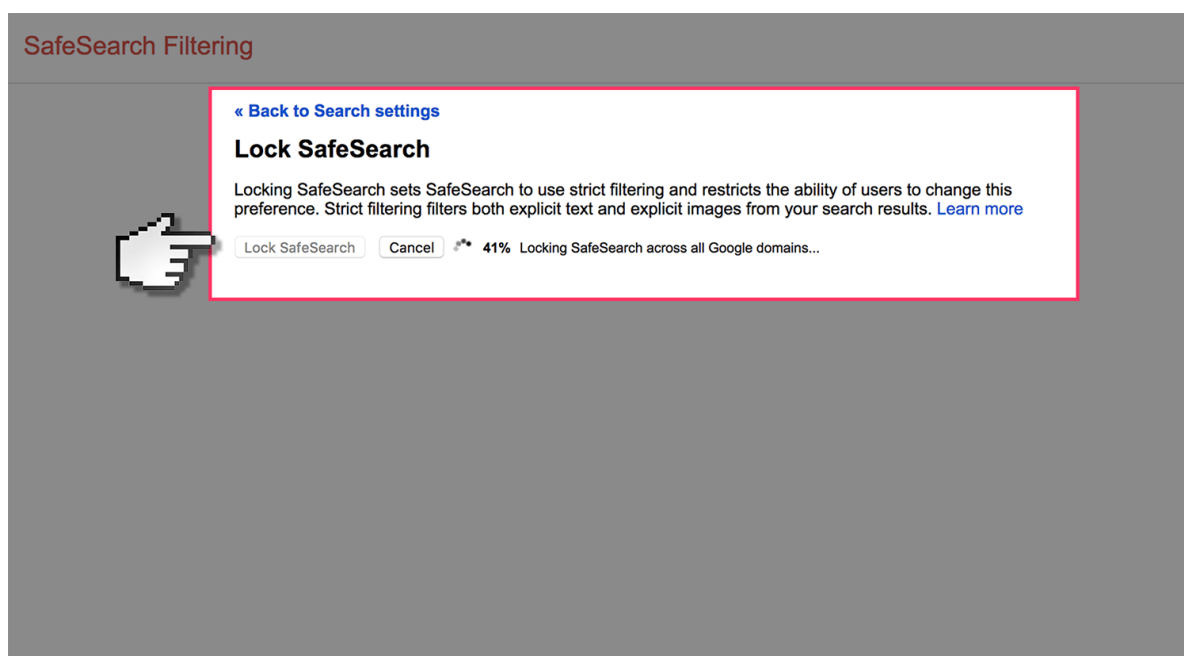 SafeSearch Filtering
« Back to Search settings
Lock SafeSearch
Locking SafeSearch sets SafeSearch to use strict filtering and restricts the ability of users to change this
preference. Strict filtering filters both explicit text and explicit images from your search results. Learn more
Lock SafeSearch Cancel 41% Locking SafeSearch across all Google domains...